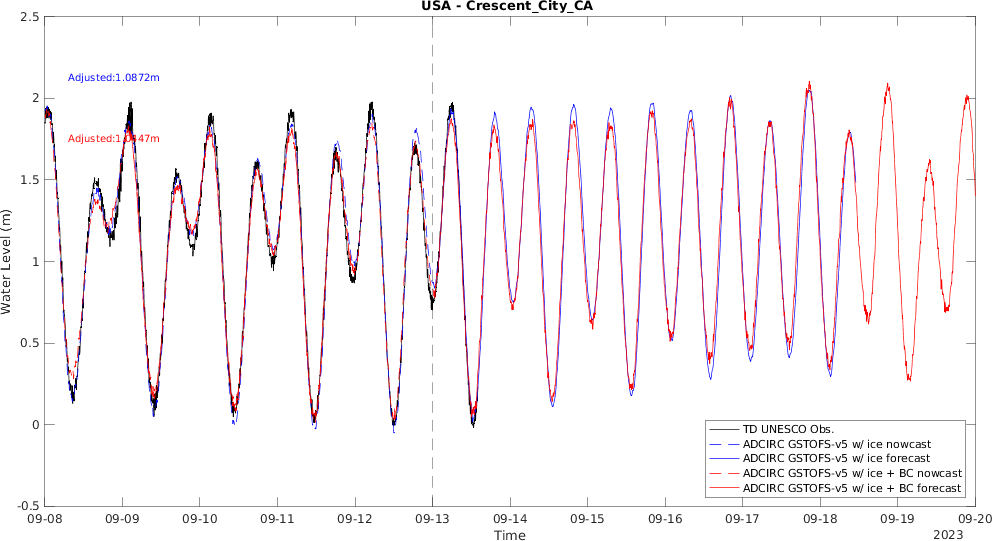 USA - Crescent_City_CA
2.5
2
1.5
1
0.5
0
-0.5
Water Level (m)
Adjusted:1.0872m
TD UNESCO Obs.
ADCIRC GSTOFS-v5 w/ ice nowcast
ADCIRC GSTOFS-v5 w/ ice forecast
ADCIRC GSTOFS-v5 w/ ice + BC nowcast
ADCIRC GSTOFS-v5 w/ ice + BC forecast
09-08 09-09 09-10 09-11 09-12 09-13 09-14 09-15 09-16 09-17 09-18 09-19 09-20
Time
2023